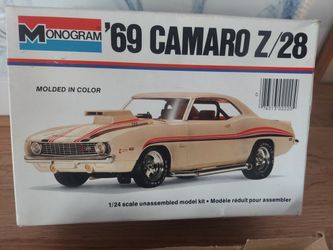 MONOGRAM
'69 CAMARO Z/28
MOLDED IN COLOR
1/24 scale unassembled model kit • Modèle réduit pour assembler